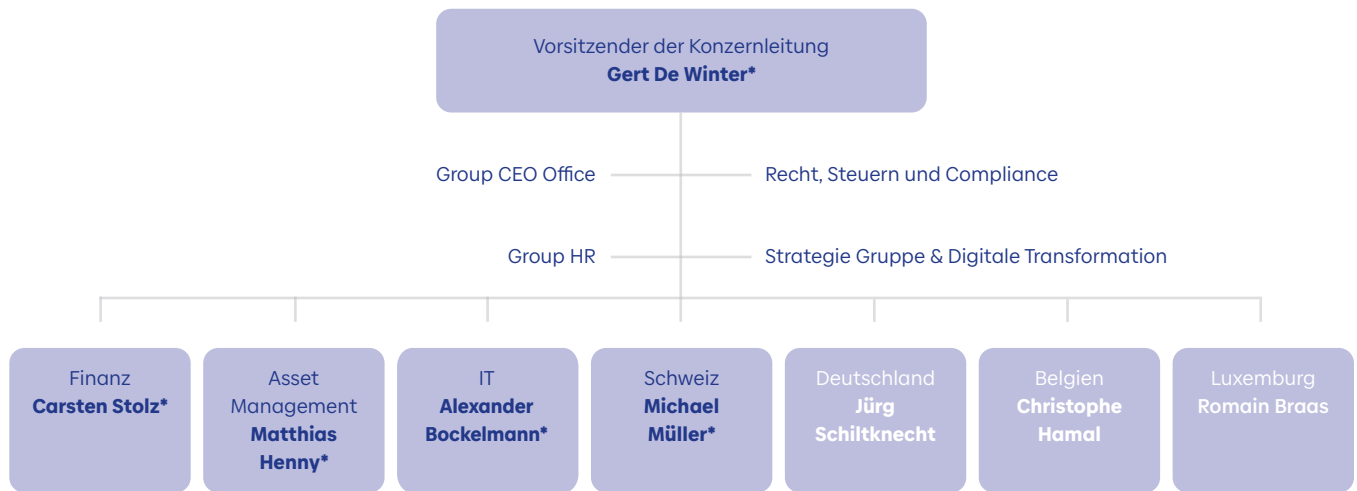 Vorsitzender der Konzernleitung
Gert De Winter*
Group CEO Office
Recht, Steuern und Compliance
Group HR
Strategie Gruppe & Digitale Transformation
Finanz
Carsten Stolz*
Asset
Management
Matthias
Henny*
IT
Alexander
Bockelmann*
Schweiz
Michael
Müller*
Deutschland
Jürg
Schiltknecht
Belgien
Christophe
Hamal
Luxemburg
Romain Braas